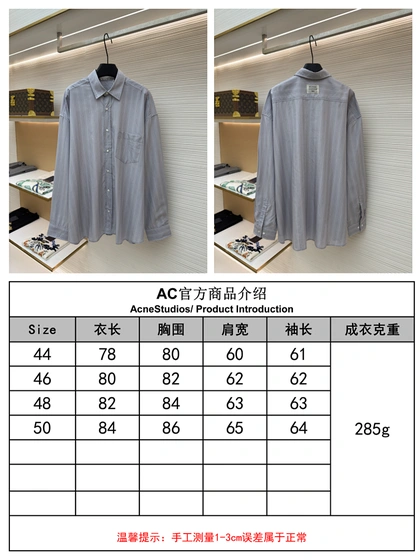 AC官方商品介绍
AcneStudios/ Product Introduction
Size 衣长 胸围 肩宽 袖长 成衣克重
44 78 80 60 61
46 80 82 62 62
48 82 84 63 63
50 84 86 65 64
285g
温馨提示：手工测量1-3cm误差属于正常